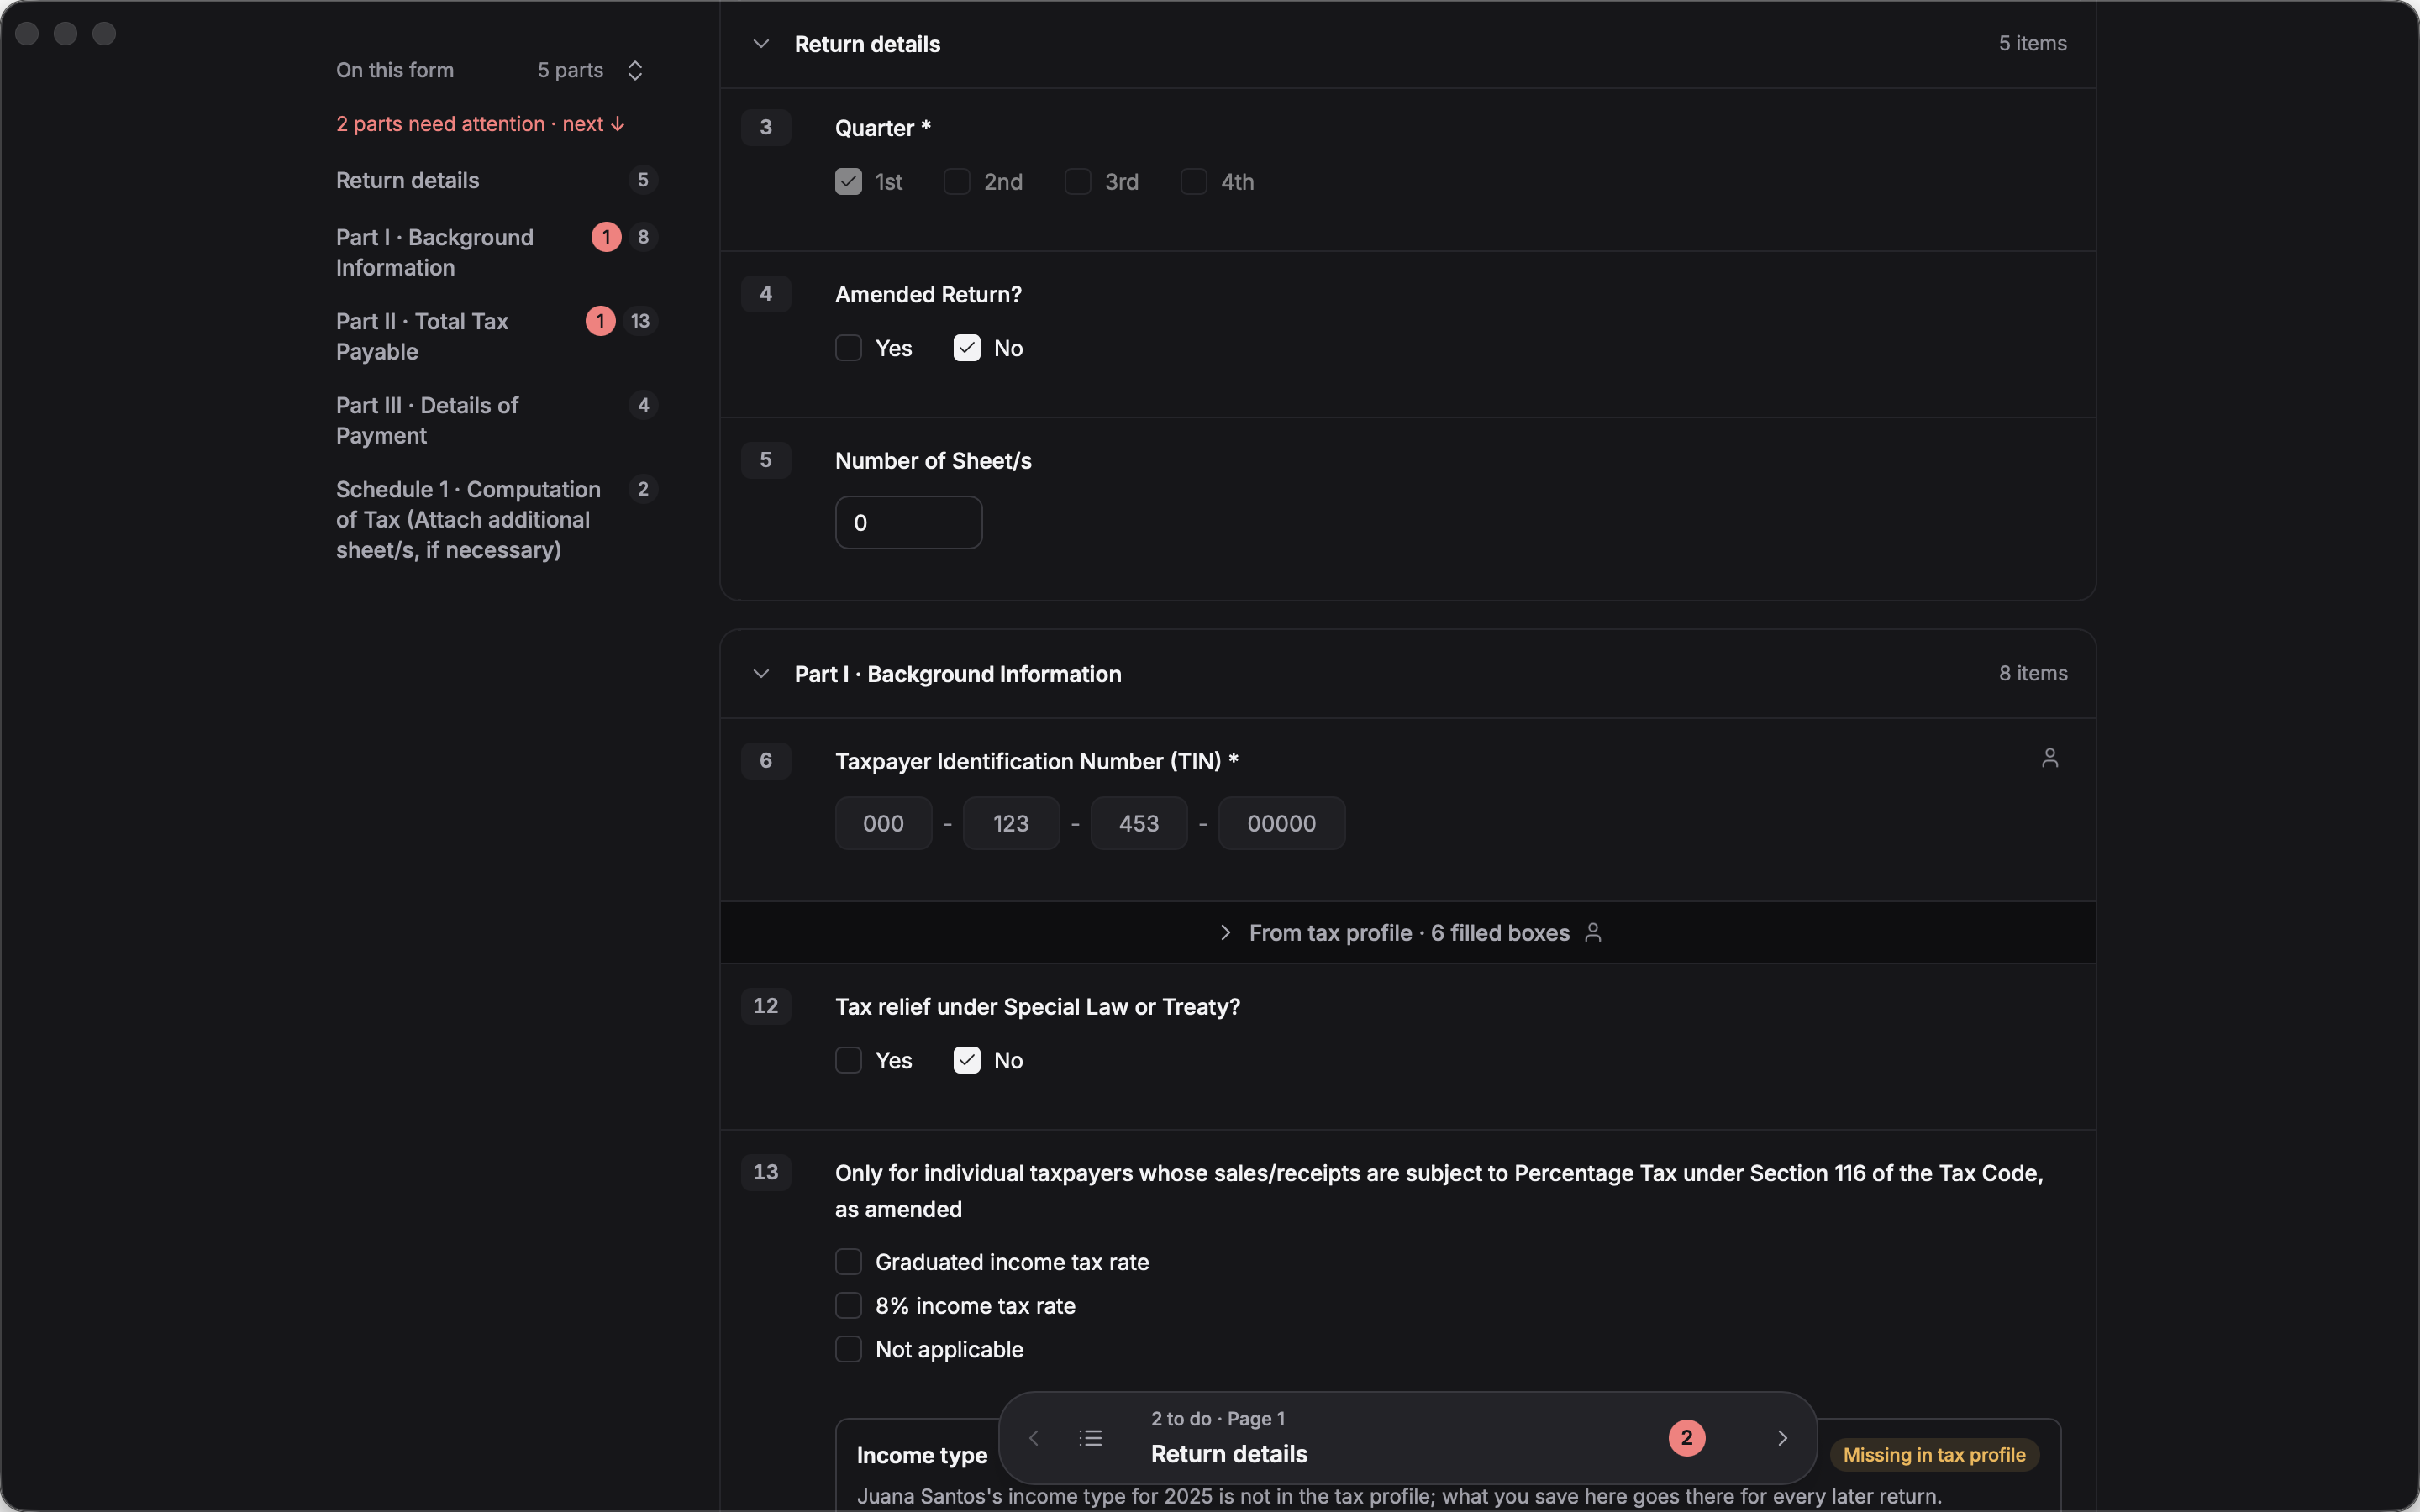 On this form
5 parts
2 parts need attention · next ↓
Return details
5
Part I · Background
Information
1
8
Part II · Total Tax
Payable
1
13
Part III · Details of
Payment
4
Schedule 1 · Computation
of Tax (Attach additional
sheet/s, if necessary)
2
Return details
5 items
3
Quarter *
1st
2nd
3rd
4th
4
Amended Return?
Yes
No
5
Number of Sheet/s
0
Part I · Background Information
8 items
6
Taxpayer Identification Number (TIN) *
000 - 123 - 453 - 00000
From tax profile · 6 filled boxes
12
Tax relief under Special Law or Treaty?
Yes
No
13
Only for individual taxpayers whose sales/receipts are subject to Percentage Tax under Section 116 of the Tax Code,
as amended
Graduated income tax rate
8% income tax rate
Not applicable
2 to do · Page 1
Return details
2
Income type
Missing in tax profile
Juana Santos's income type for 2025 is not in the tax profile; what you save here goes there for every later return.